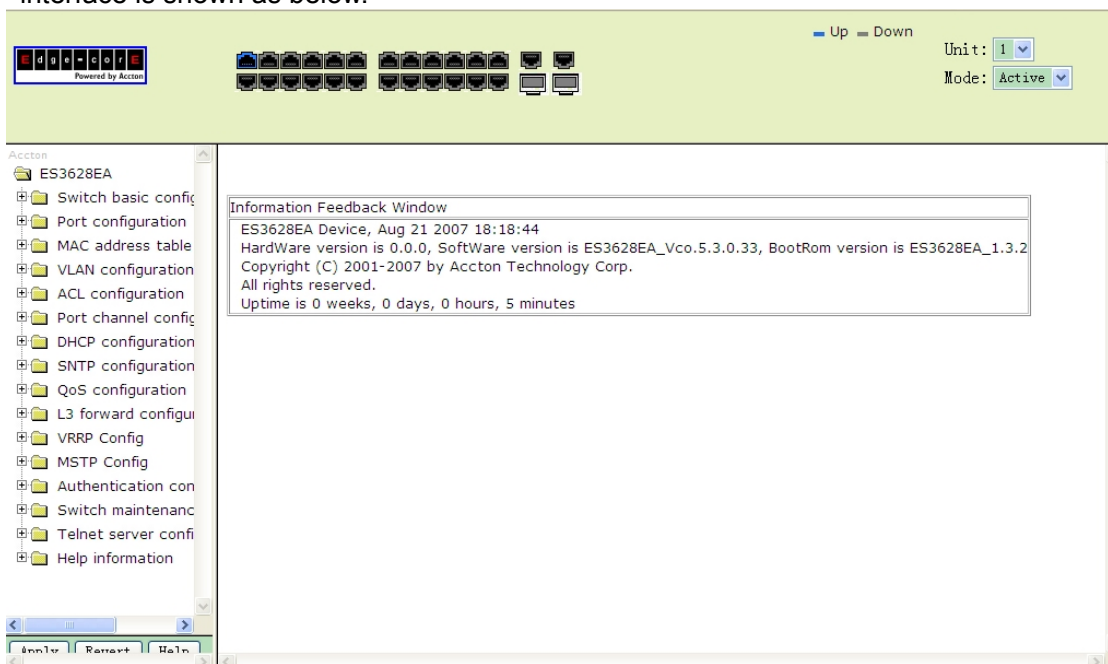 interface is shown as below.
Edge-corE
Powered by Accton
Up Down
Unit: 1
Mode: Active
Accton
ES3628EA
Switch basic config
Port configuration
MAC address table
VLAN configuration
ACL configuration
Port channel config
DHCP configuration
SNTP configuration
QoS configuration
L3 forward configu
VRRP Config
MSTP Config
Authentication con
Switch maintenanc
Telnet server confi
Help information
Apply Revert Help
Information Feedback Window
ES3628EA Device, Aug 21 2007 18:18:44
HardWare version is 0.0.0, SoftWare version is ES3628EA_Vco.5.3.0.33, BootRom version is ES3628EA_1.3.2
Copyright (C) 2001-2007 by Accton Technology Corp.
All rights reserved.
Uptime is 0 weeks, 0 days, 0 hours, 5 minutes